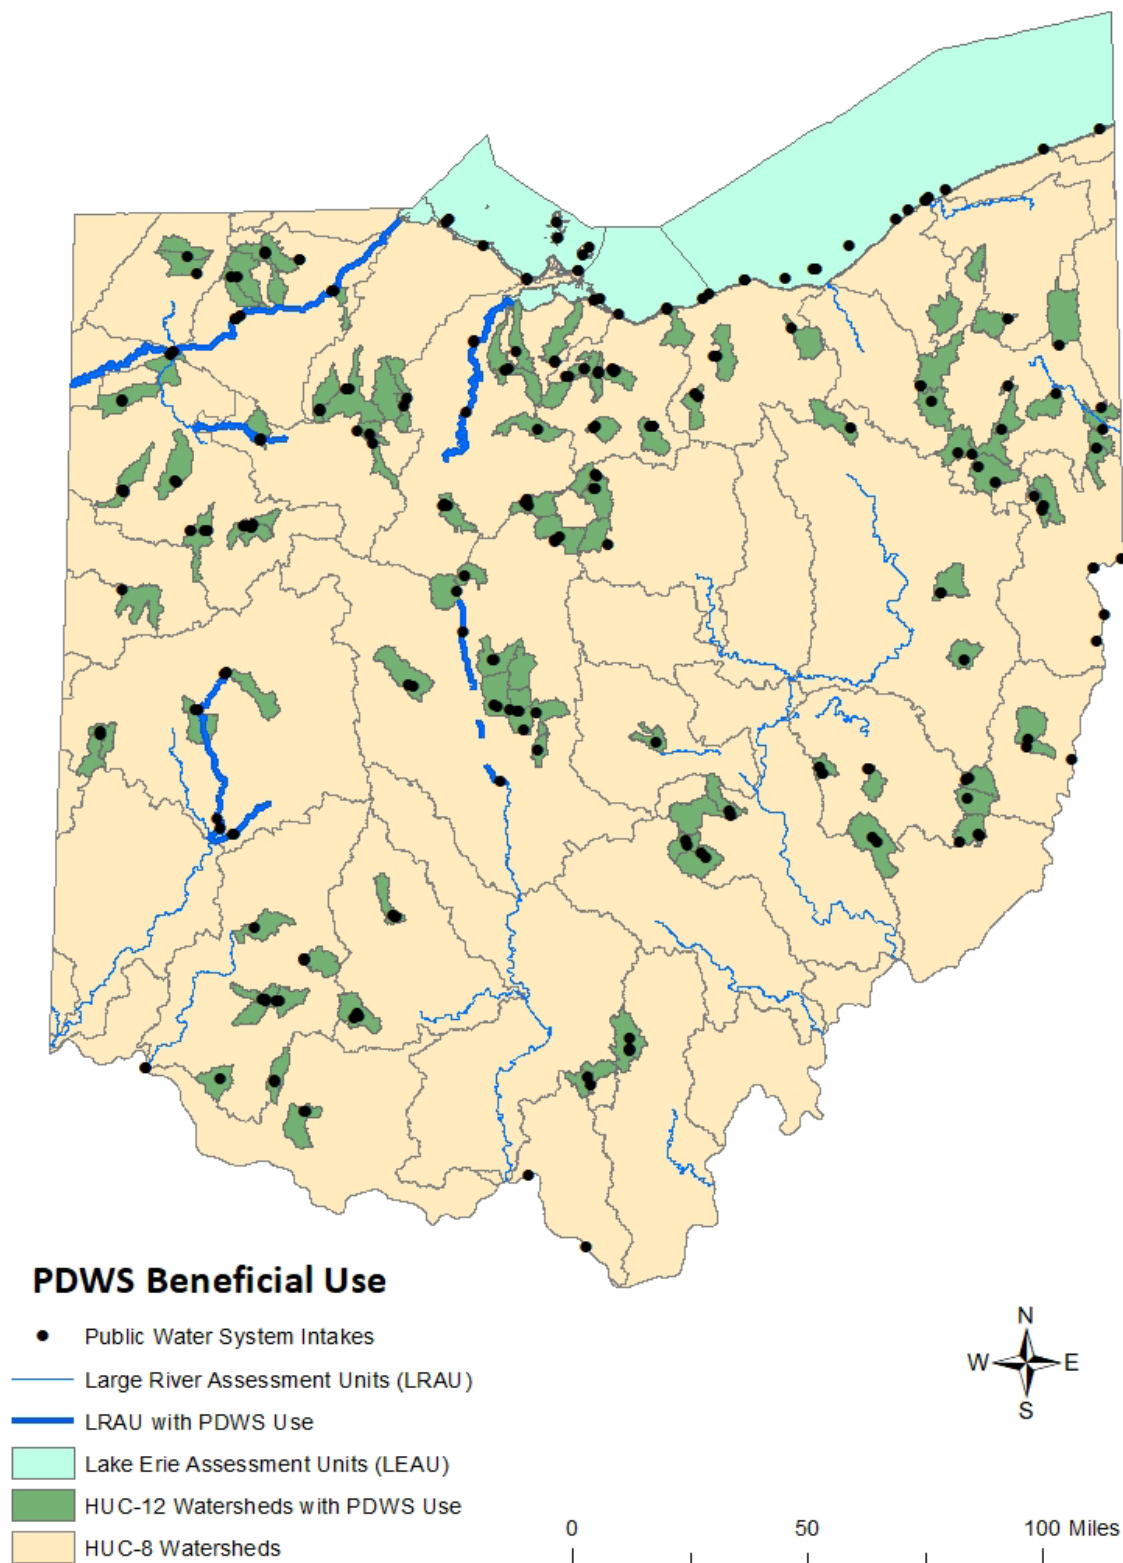 PDWS Beneficial Use
Public Water System Intakes
Large River Assessment Units (LRAU)
LRAU with PDWS Use
Lake Erie Assessment Units (LEAU)
HUC-12 Watersheds with PDWS Use
HUC-8 Watersheds
N
W E
S
0 50 100 Miles